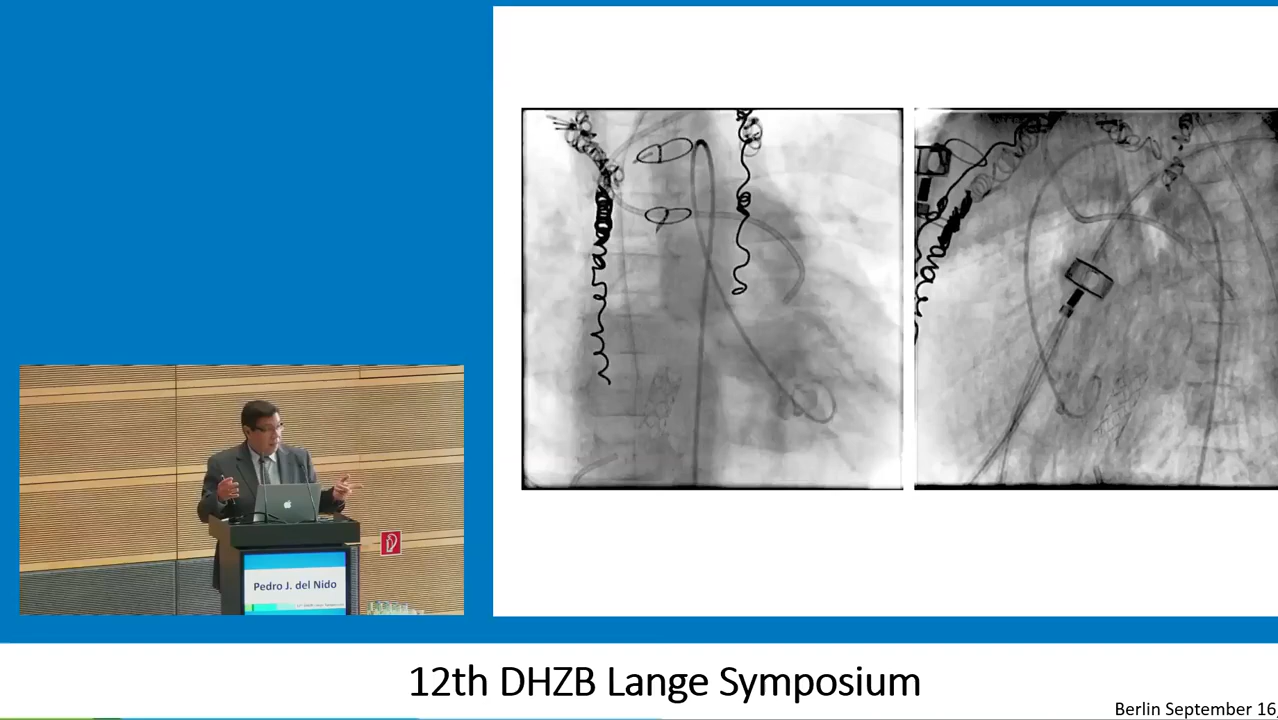 Pedro J. del Nido
12th DHZB Lange Symposium
Berlin September 16,